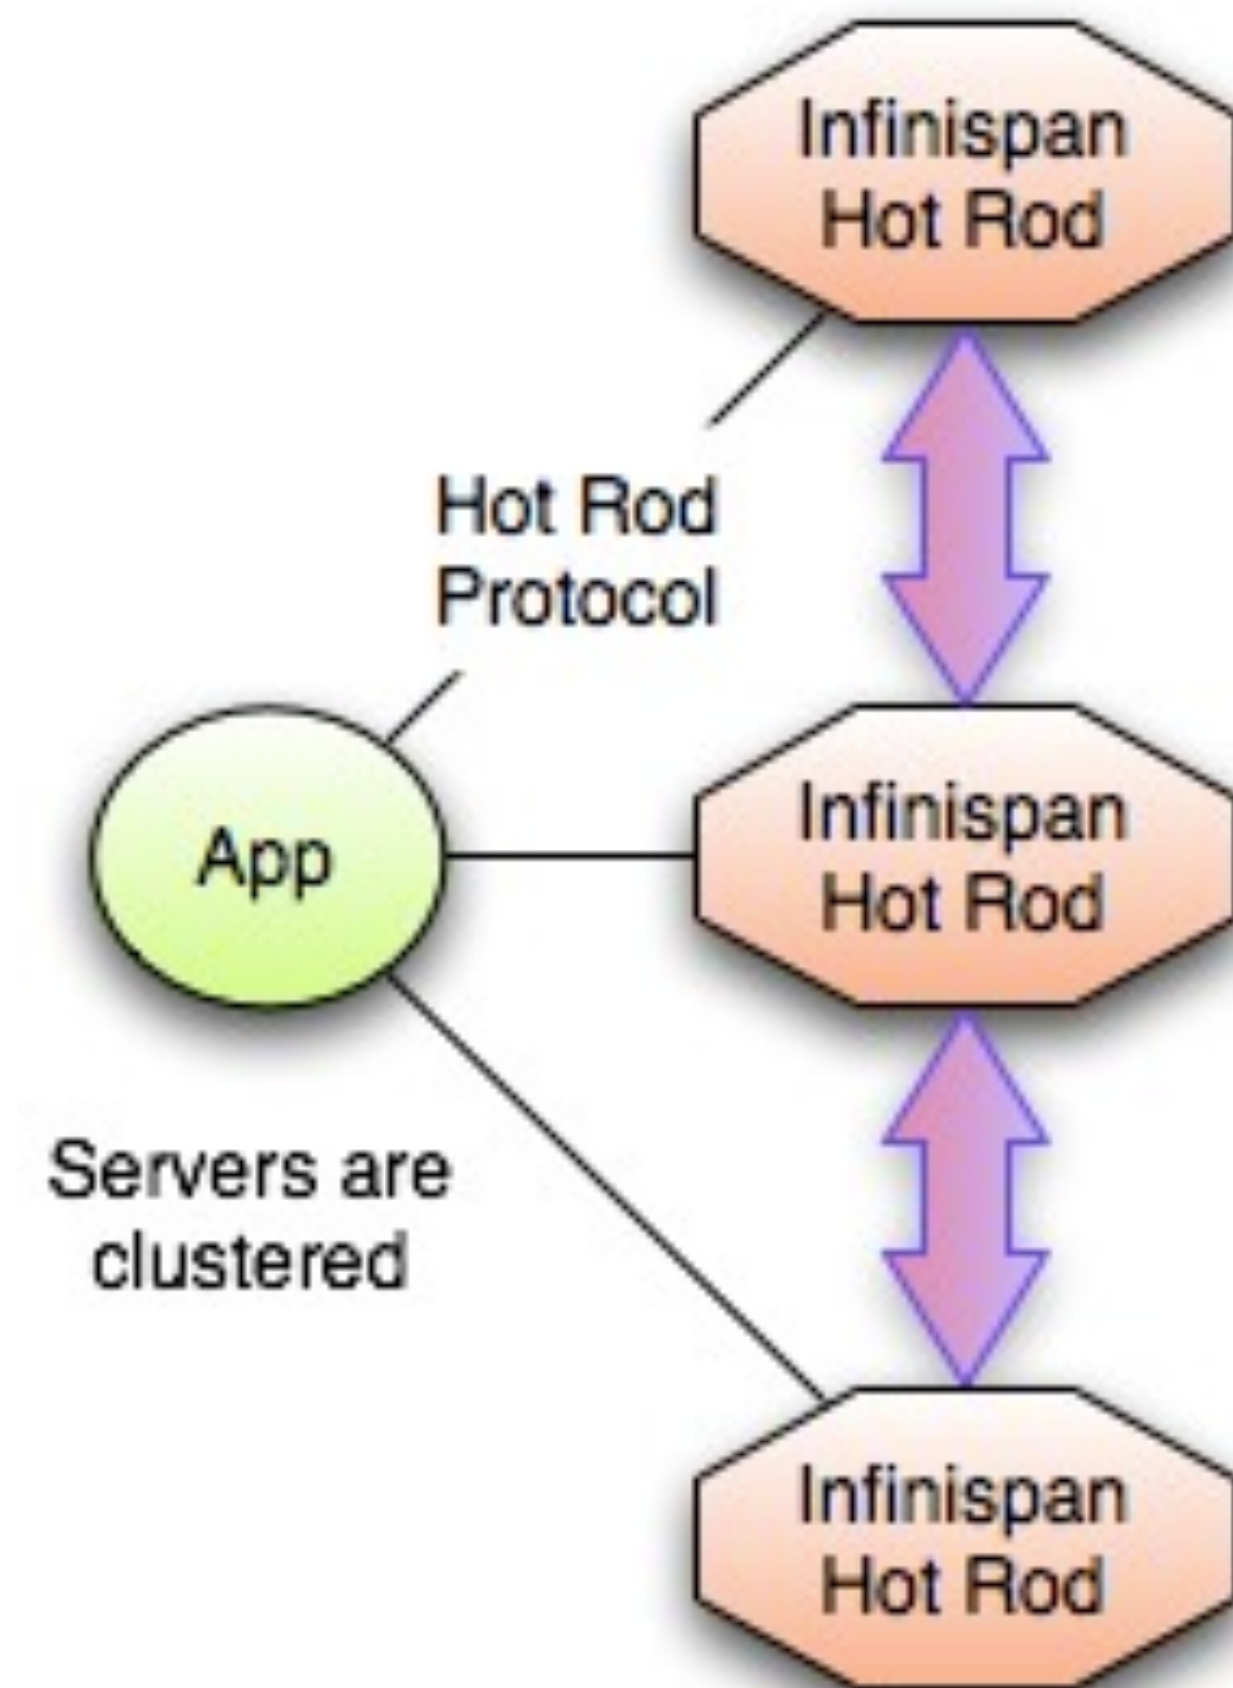 Infinispan
Hot Rod
Hot Rod
Protocol
Infinispan
Hot Rod
App
Servers are
clustered
Infinispan
Hot Rod